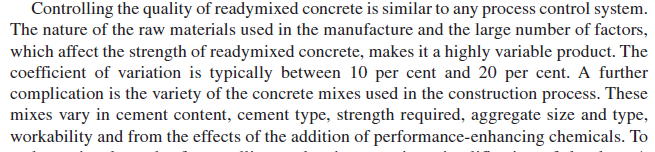 Controlling the quality of readymixed concrete is similar to any process control system.
The nature of the raw materials used in the manufacture and the large number of factors,
which affect the strength of readymixed concrete, makes it a highly variable product. The
coefficient of variation is typically between 10 per cent and 20 per cent. A further
complication is the variety of the concrete mixes used in the construction process. These
mixes vary in cement content, cement type, strength required, aggregate size and type,
workability and from the effects of the addition of performance-enhancing chemicals. To